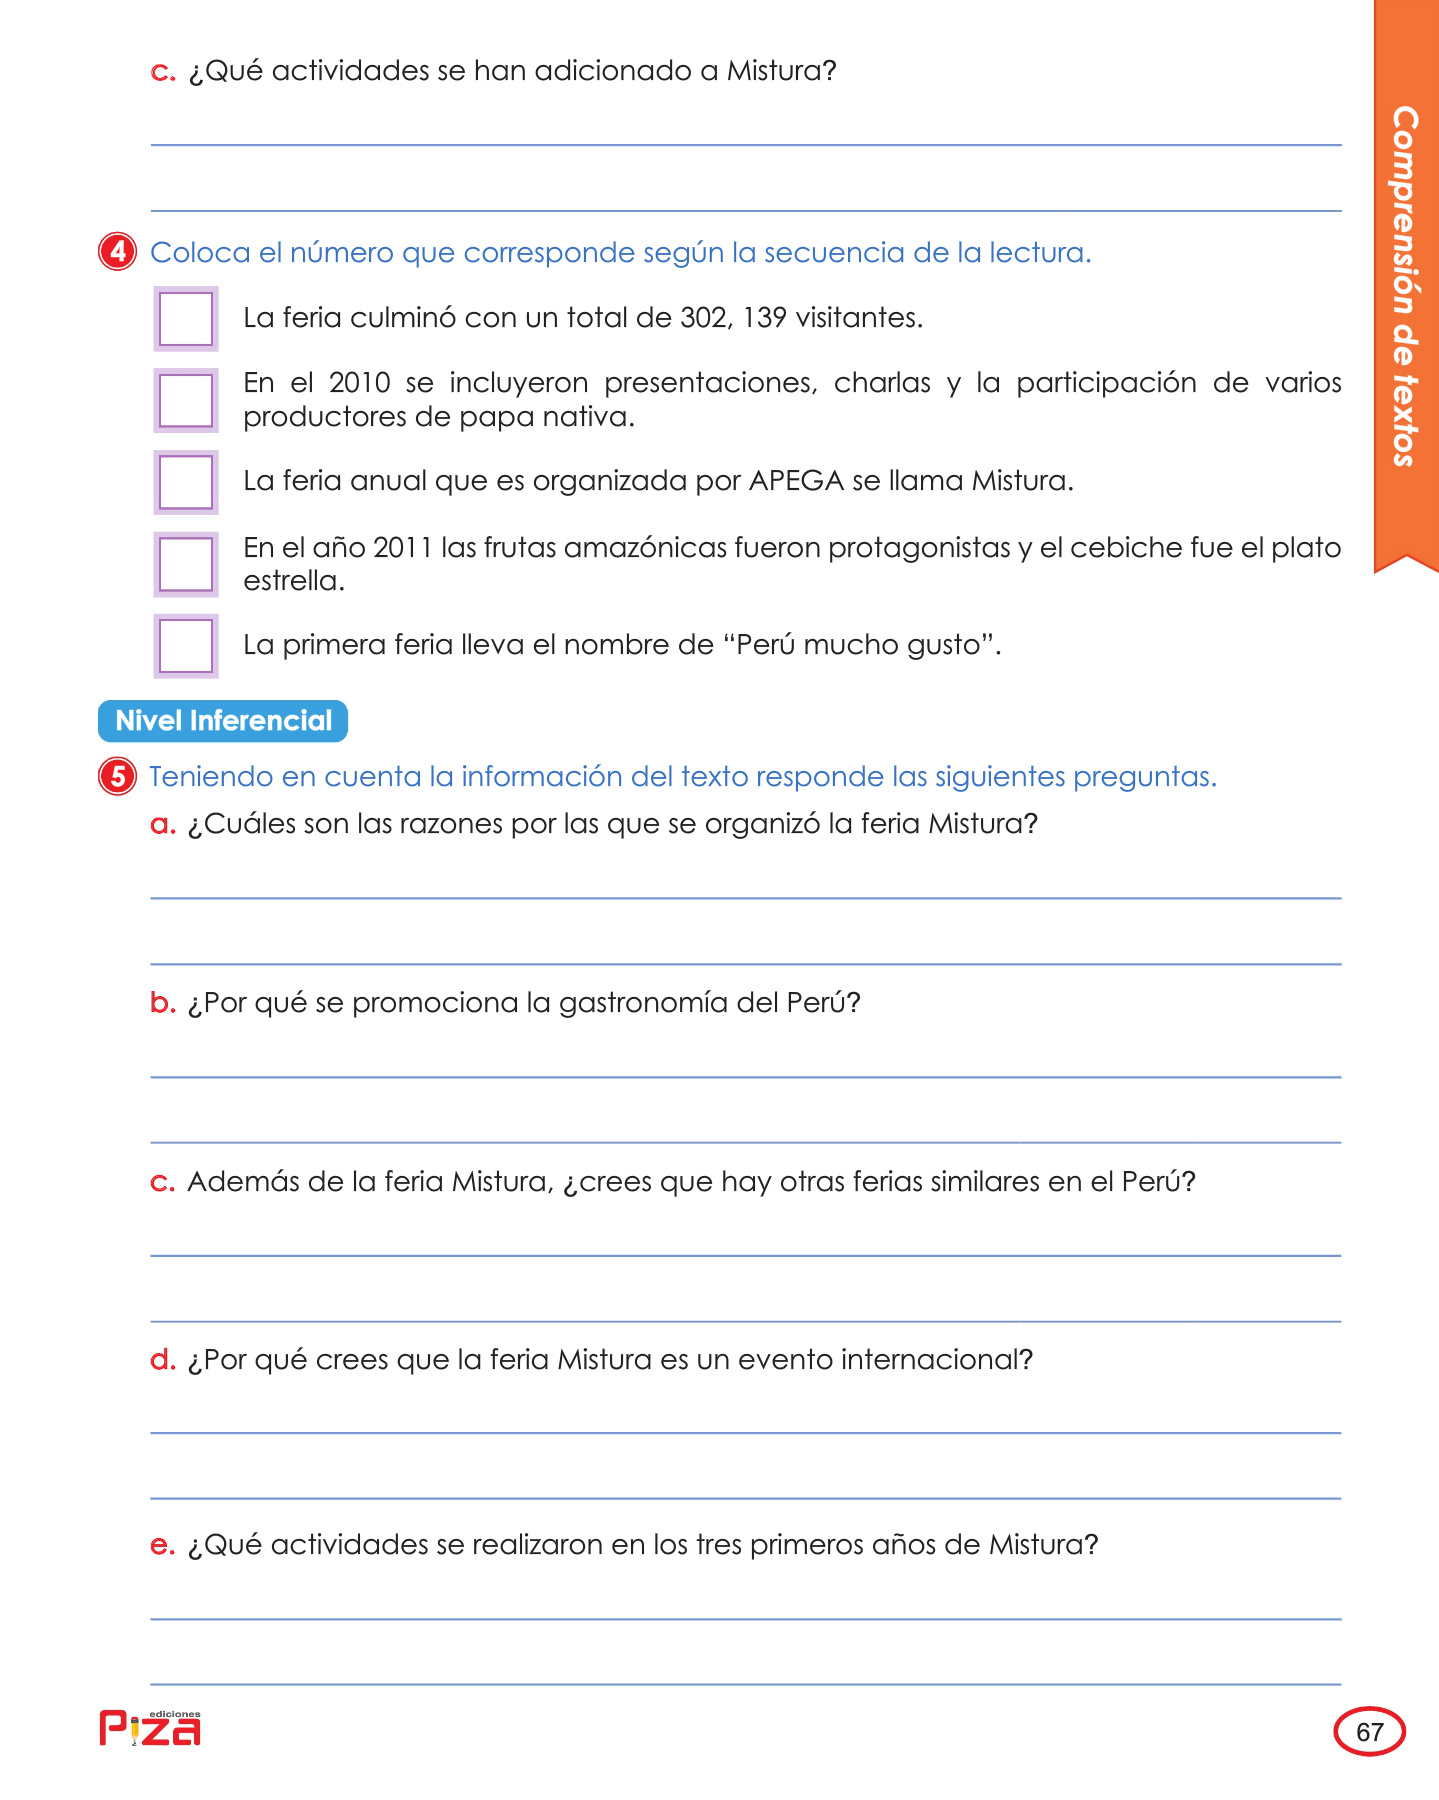 c. ¿Qué actividades se han adicionado a Mistura?
Comprensión de textos
4 Coloca el número que corresponde según la secuencia de la lectura.
La feria culminó con un total de 302, 139 visitantes.
En el 2010 se incluyeron presentaciones, charlas y la participación de varios
productores de papa nativa.
La feria anual que es organizada por APEGA se llama Mistura.
En el año 2011 las frutas amazónicas fueron protagonistas y el cebiche fue el plato
estrella.
La primera feria lleva el nombre de “Perú mucho gusto”.
Nivel Inferencial
5 Teniendo en cuenta la información del texto responde las siguientes preguntas.
a. ¿Cuáles son las razones por las que se organizó la feria Mistura?
b. ¿Por qué se promociona la gastronomía del Perú?
c. Además de la feria Mistura, ¿crees que hay otras ferias similares en el Perú?
d. ¿Por qué crees que la feria Mistura es un evento internacional?
e. ¿Qué actividades se realizaron en los tres primeros años de Mistura?
ediciones
Piza
67